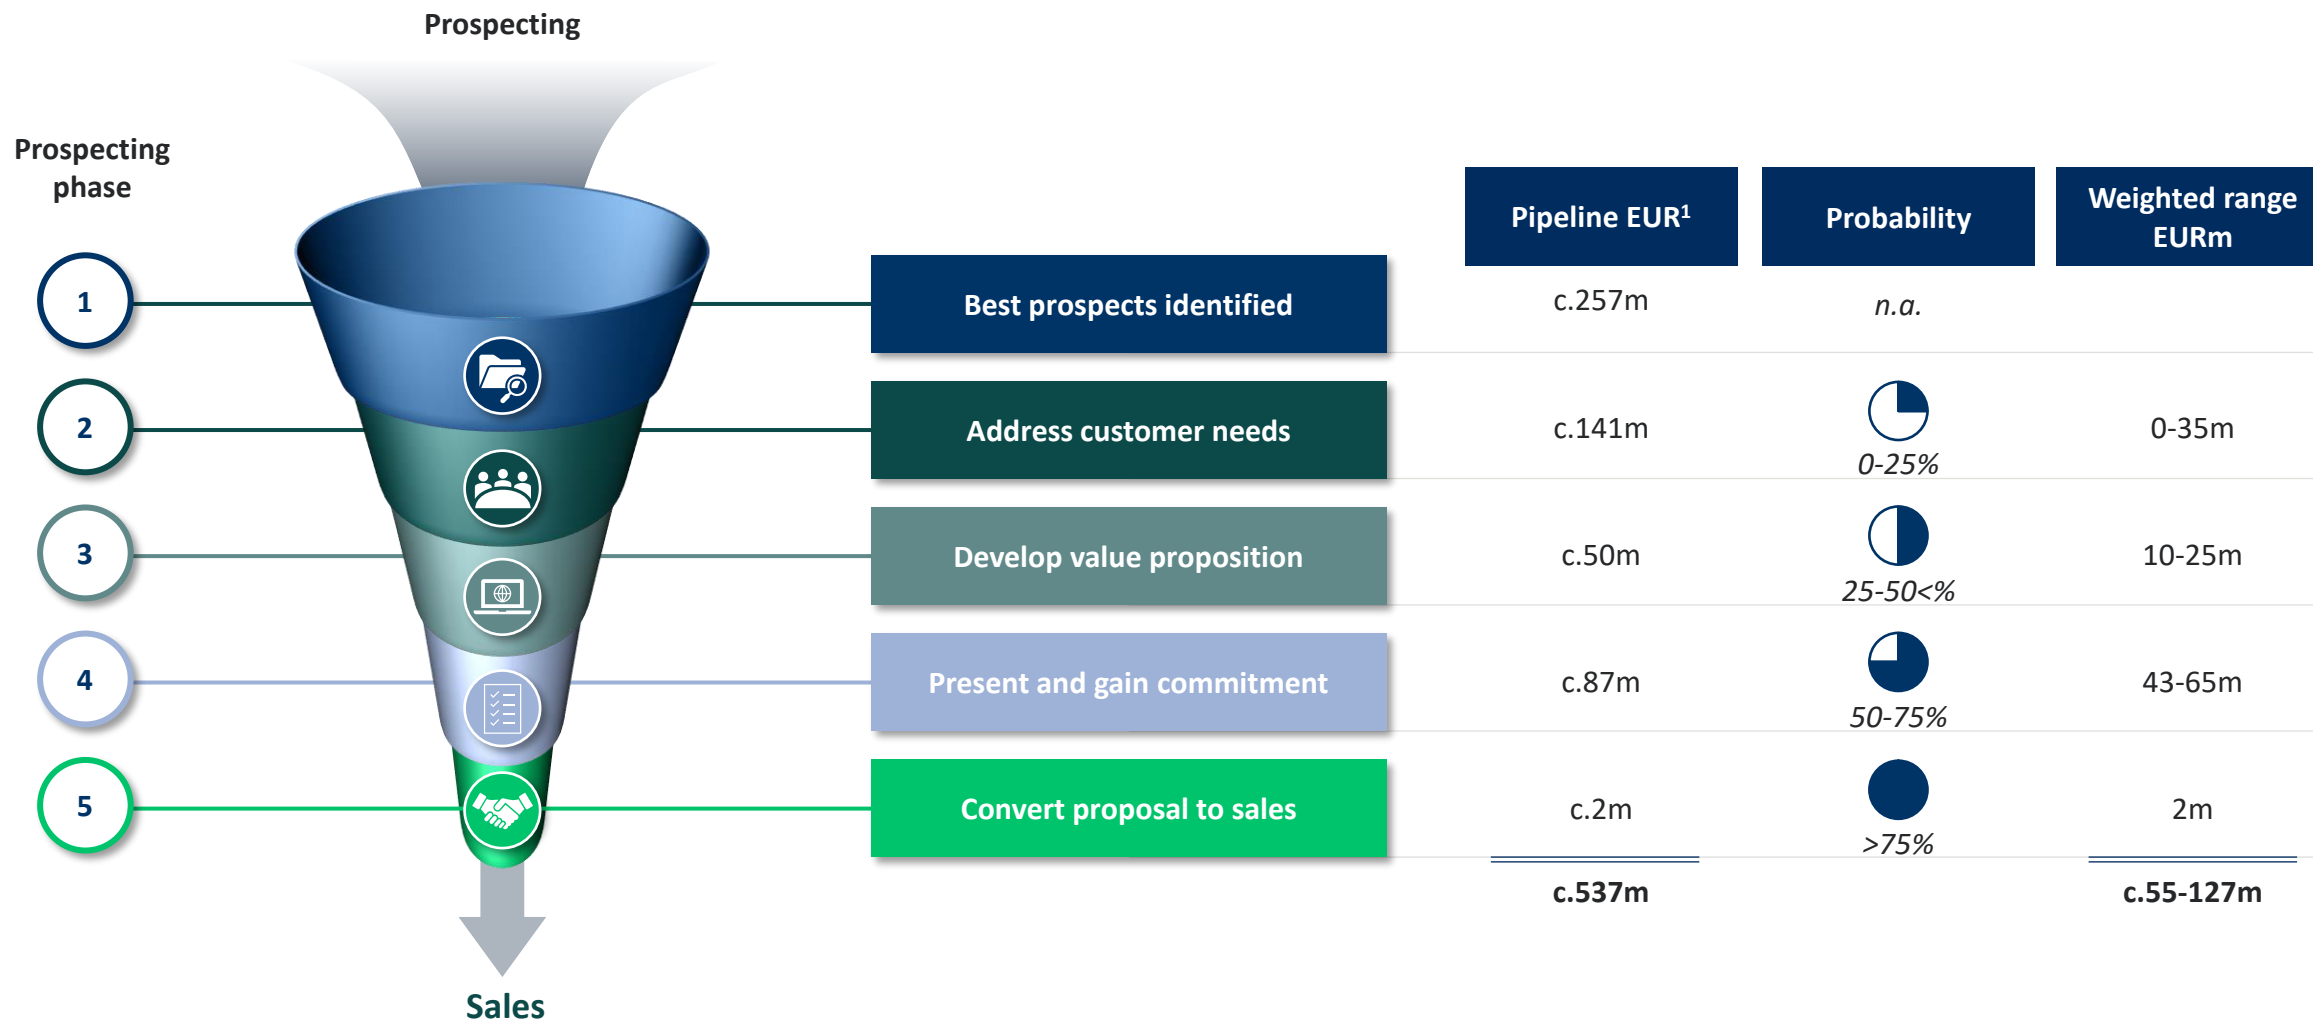 Prospecting
Prospecting
phase
Pipeline EUR¹
Probability
Weighted range
EURm
1
Best prospects identified
c.257m
n.a.
2
Address customer needs
c.141m
0-25%
0-35m
3
Develop value proposition
c.50m
25-50<%
10-25m
4
Present and gain commitment
c.87m
50-75%
43-65m
5
Convert proposal to sales
c.2m
>75%
2m
c.537m
c.55-127m
Sales